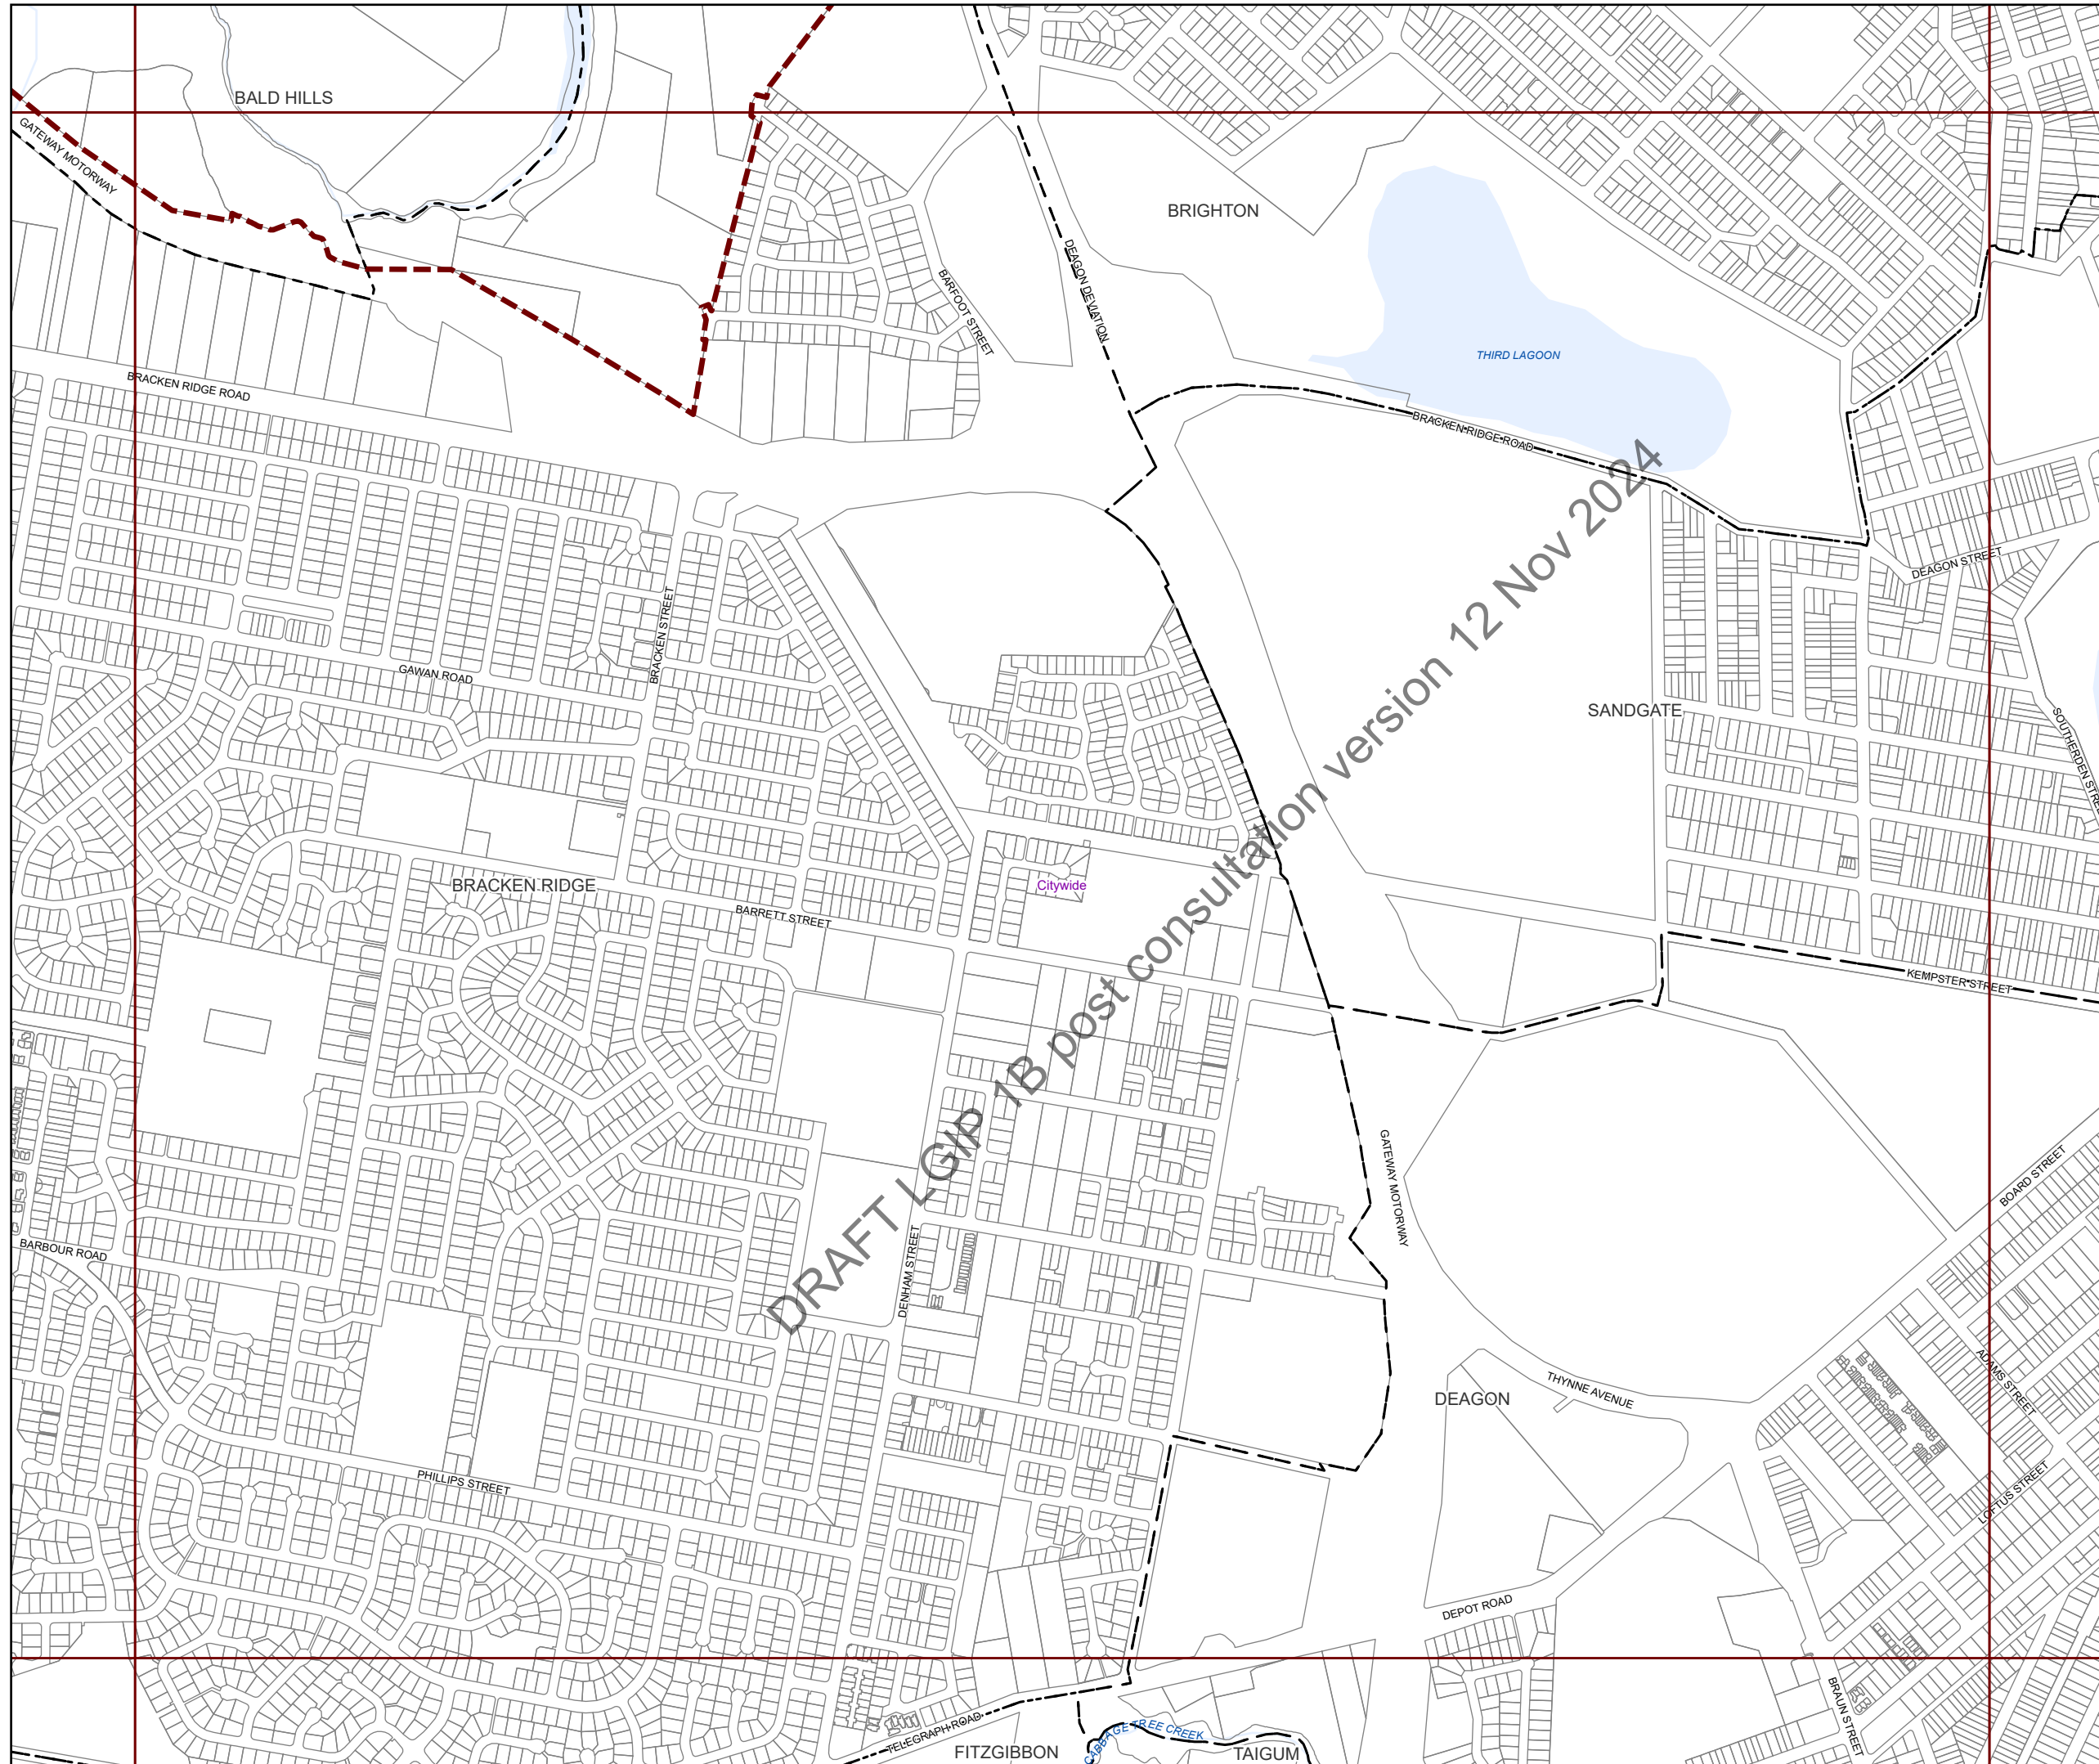 BALD HILLS
GATEWAY MOTORWAY
BRIGHTON
DEAGON DEVIATION
BARFOOT STREET
THIRD LAGOON
BRACKEN RIDGE ROAD
BRACKEN RIDGE ROAD
DEAGON STREET
BRACKEN STREET
GAWAN ROAD
SANDGATE
SOUTHERDEN STREE
BRACKEN RIDGE
Citywide
BARRETT STREET
KEMPSTER STREET
DRAFT LGIP 1B post consultation version 12 Nov 2024
GATEWAY MOTORWAY
BOARD STREET
BARBOUR ROAD
DENHAM STREET
ADAMS STREET
THYNNE AVENUE
DEAGON
PHILLIPS STREET
LOFTUS STREET
DEPOT ROAD
BRAUN STREET
TELEGRAPH ROAD
CABBAGE TREE CREEK
FITZGIBBON
TAIGUM